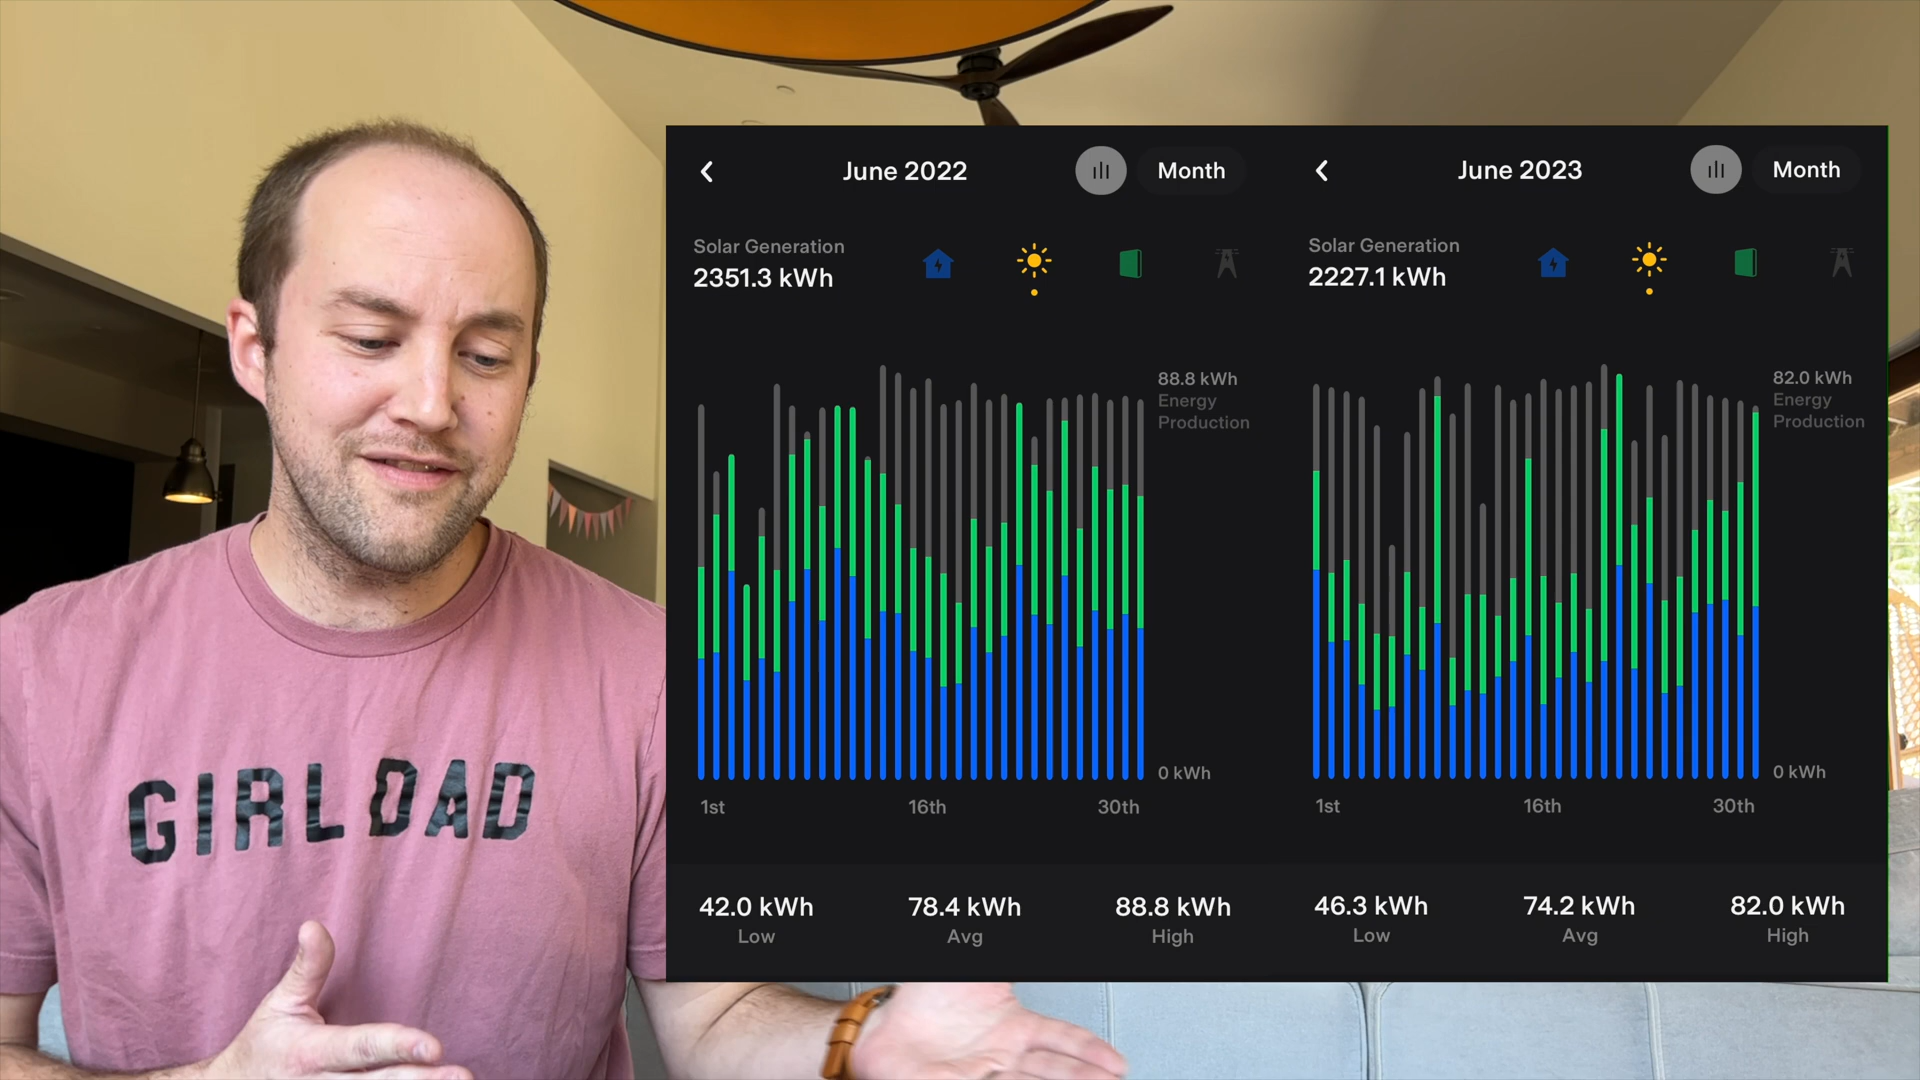 June 2022
Month
Solar Generation
2351.3 kWh
88.8 kWh
Energy
Production
0 kWh
1st
16th
30th
42.0 kWh
Low
78.4 kWh
Avg
88.8 kWh
High
June 2023
Month
Solar Generation
2227.1 kWh
82.0 kWh
Energy
Production
0 kWh
1st
16th
30th
46.3 kWh
Low
74.2 kWh
Avg
82.0 kWh
High
GIRL DAD